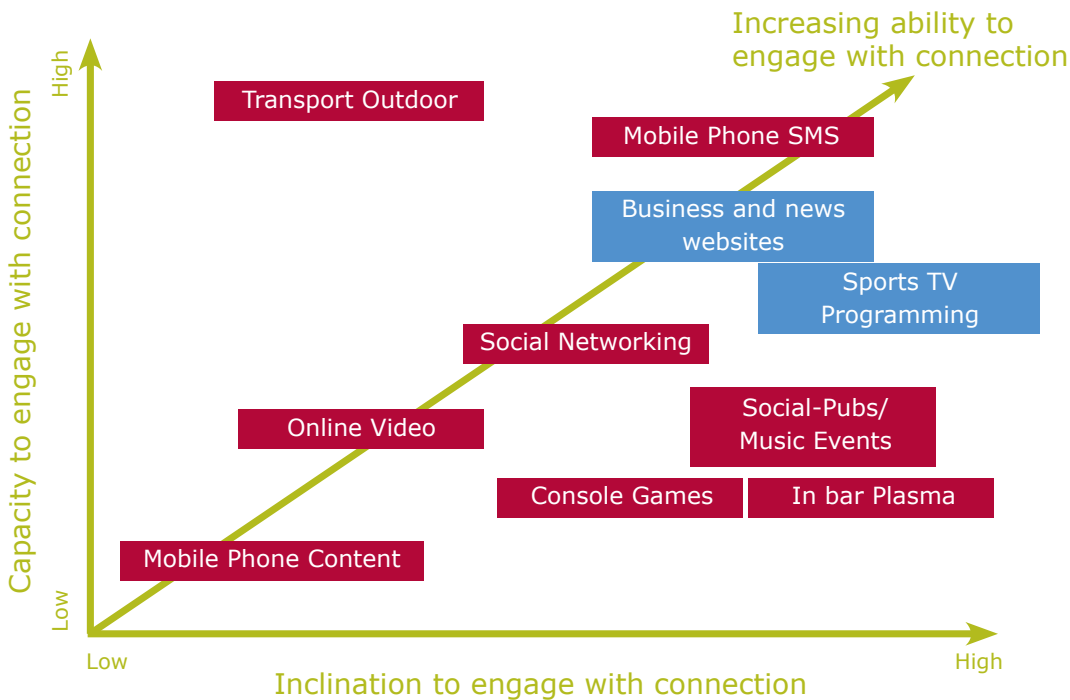 Increasing ability to
engage with connection
High
Capacity to engage with connection
Transport Outdoor
Mobile Phone SMS
Business and news
websites
Sports TV
Programming
Social Networking
Social-Pubs/
Music Events
Online Video
Console Games
In bar Plasma
Mobile Phone Content
Low
Low
High
Inclination to engage with connection